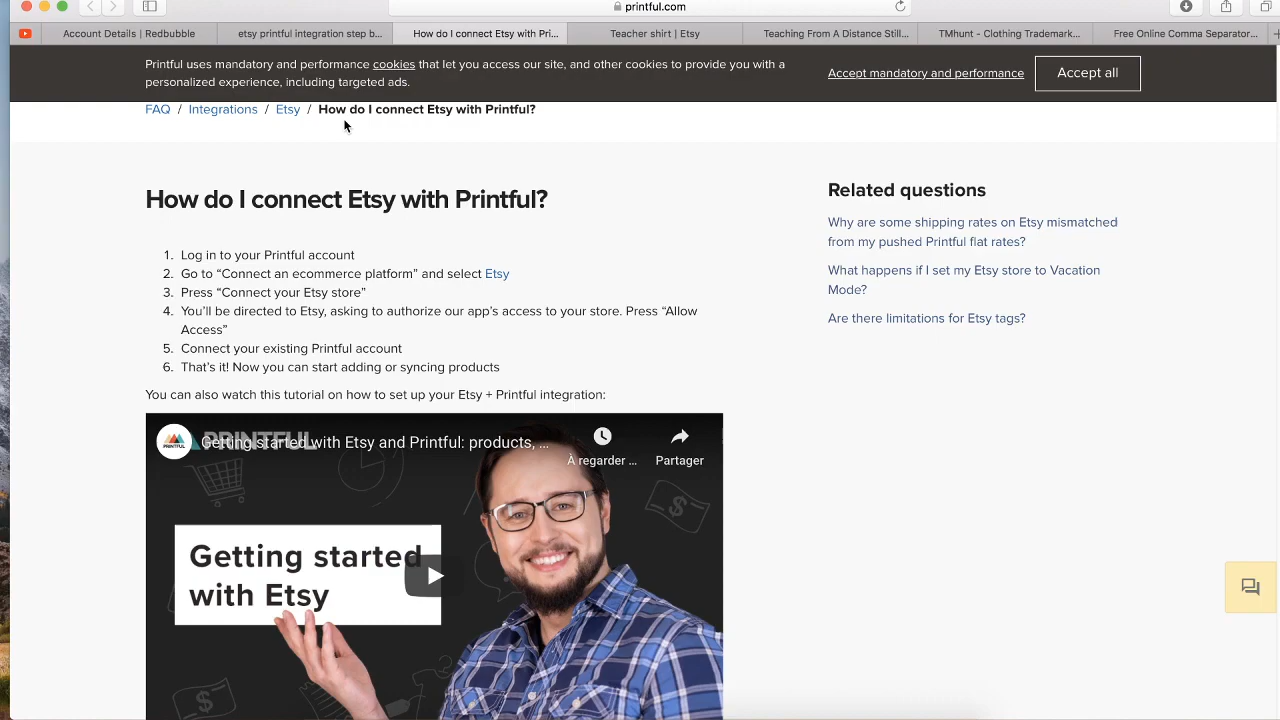 printful.com
Account Details | Redbubble
etsy printful integration step b...
How do I connect Etsy with Pri...
Teacher shirt | Etsy
Teaching From A Distance Still...
TMhunt - Clothing Trademark...
Free Online Comma Separator...
Printful uses mandatory and performance cookies that let you access our site, and other cookies to provide you with a
personalized experience, including targeted ads.
Accept mandatory and performance
Accept all
FAQ / Integrations / Etsy / How do I connect Etsy with Printful?
How do I connect Etsy with Printful?
1. Log in to your Printful account
2. Go to “Connect an ecommerce platform” and select Etsy
3. Press “Connect your Etsy store”
4. You’ll be directed to Etsy, asking to authorize our app’s access to your store. Press “Allow
Access”
5. Connect your existing Printful account
6. That’s it! Now you can start adding or syncing products
You can also watch this tutorial on how to set up your Etsy + Printful integration:
PRINTFUL
PRINTFUL
Getting started with Etsy and Printful: products, ...
À regarder ...
Partager
Getting started
with Etsy
Related questions
Why are some shipping rates on Etsy mismatched
from my pushed Printful flat rates?
What happens if I set my Etsy store to Vacation
Mode?
Are there limitations for Etsy tags?